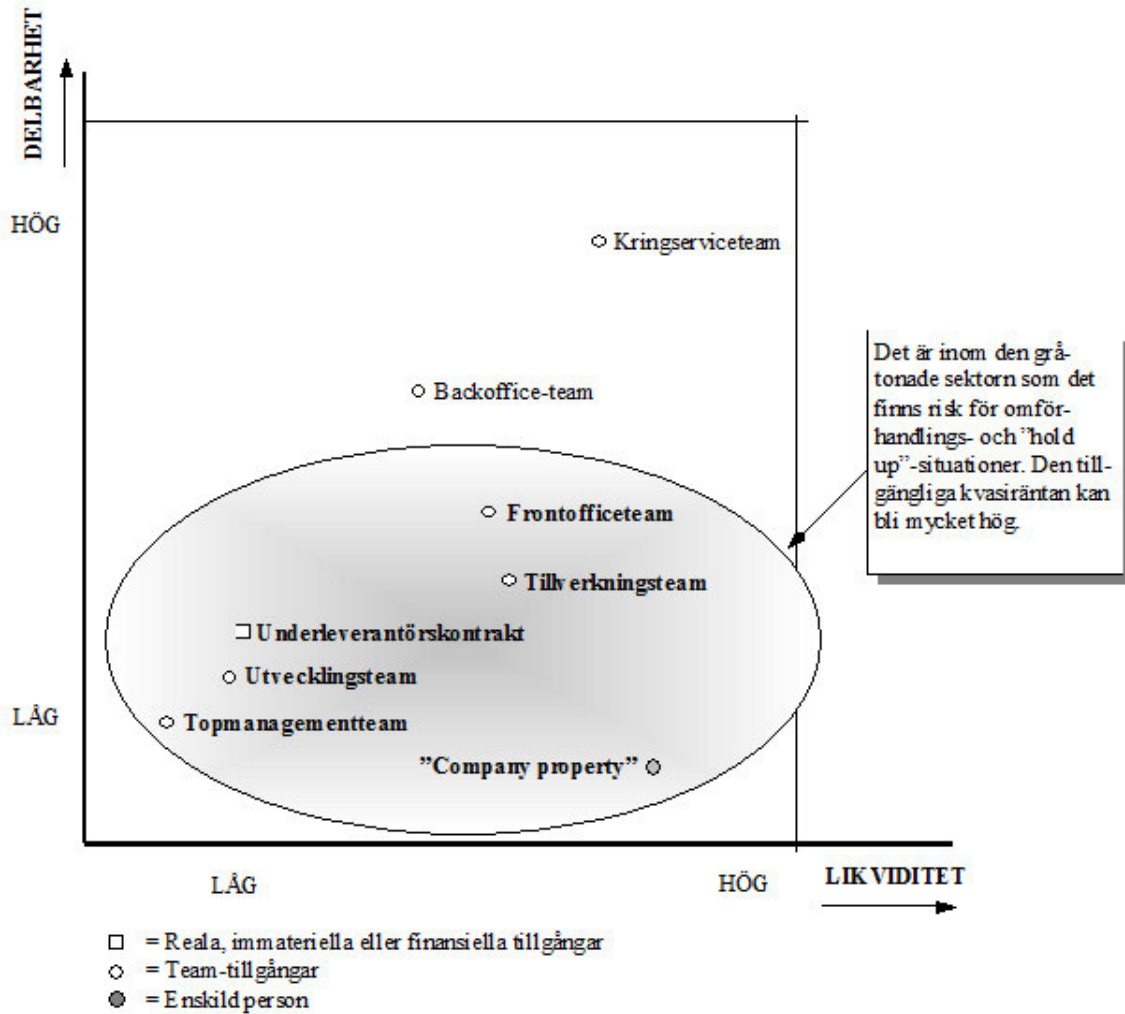 DELBARHET
HÖG
Kringserviceteam
Det är inom den grå-
tonade sektorn som det
finns risk för omför-
handlings- och ”hold
up”-situationer. Den till-
gängliga kvasiräntan kan
bli mycket hög.
Backoffice-team
Frontofficeteam
Tillverkningsteam
Underleverantörskontrakt
Utvecklingsteam
LÅG
Topmanagementteam
”Company property”
LÅG
HÖG
LIKVIDITET
= Reala, immateriella eller finansiella tillgångar
= Team-tillgångar
= Enskild person